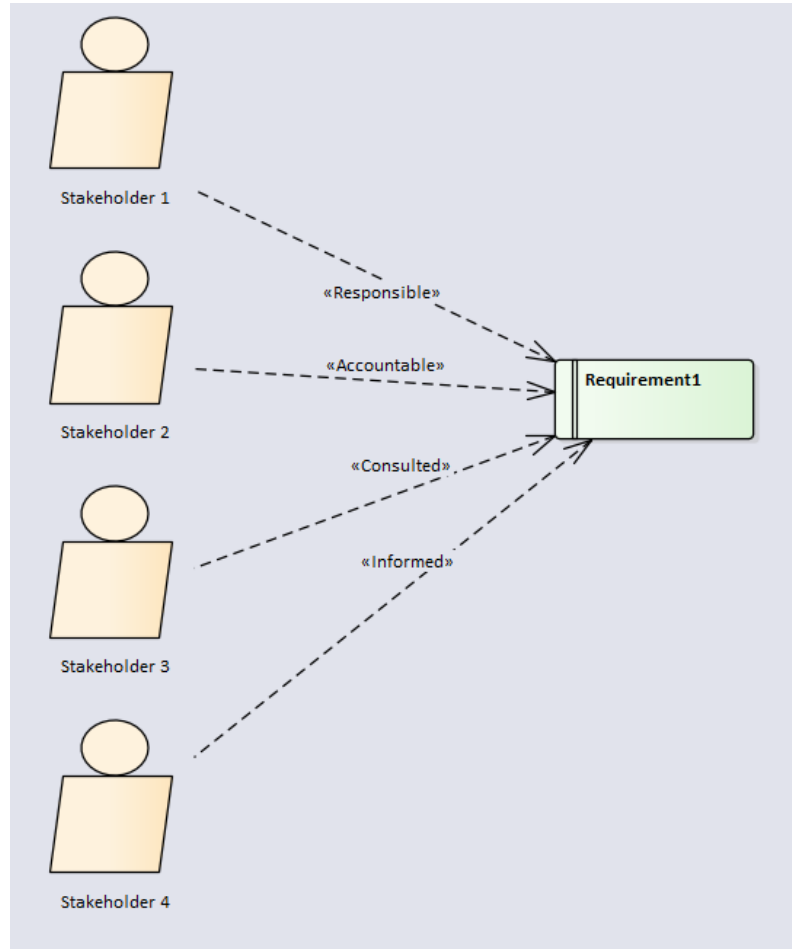 Stakeholder 1
«Responsible»
«Accountable»
Requirement1
Stakeholder 2
«Consulted»
«Informed»
Stakeholder 3
Stakeholder 4